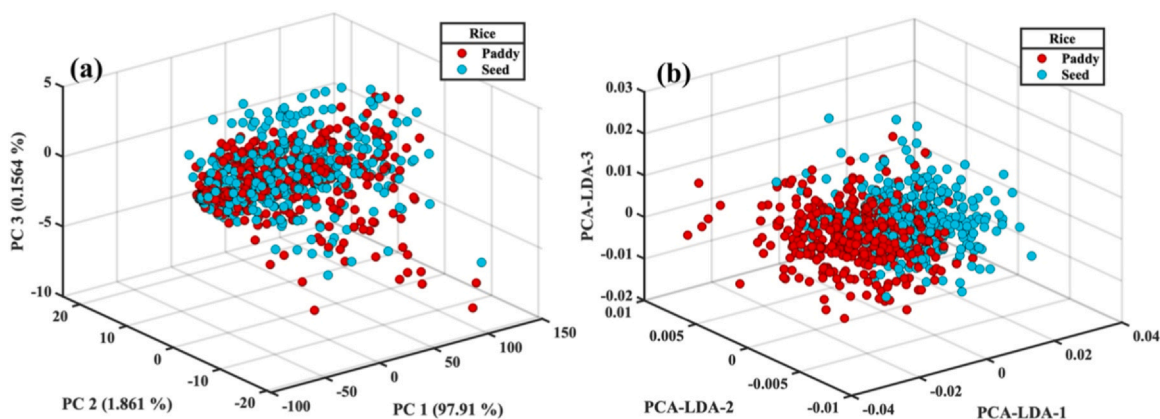 (a)
Rice
Paddy
Seed
5
0
-5
-10
PC 3 (0.1564 %)
20
10
0
-10
-20
PC 2 (1.861 %)
-100
-50
0
50
100
150
PC 1 (97.91 %)
(b)
Rice
Paddy
Seed
0.03
0.02
0.01
0
-0.01
-0.02
PCA-LDA-3
0.01
0.005
0
-0.005
-0.01
PCA-LDA-2
-0.04
-0.02
0
0.02
0.04
PCA-LDA-1